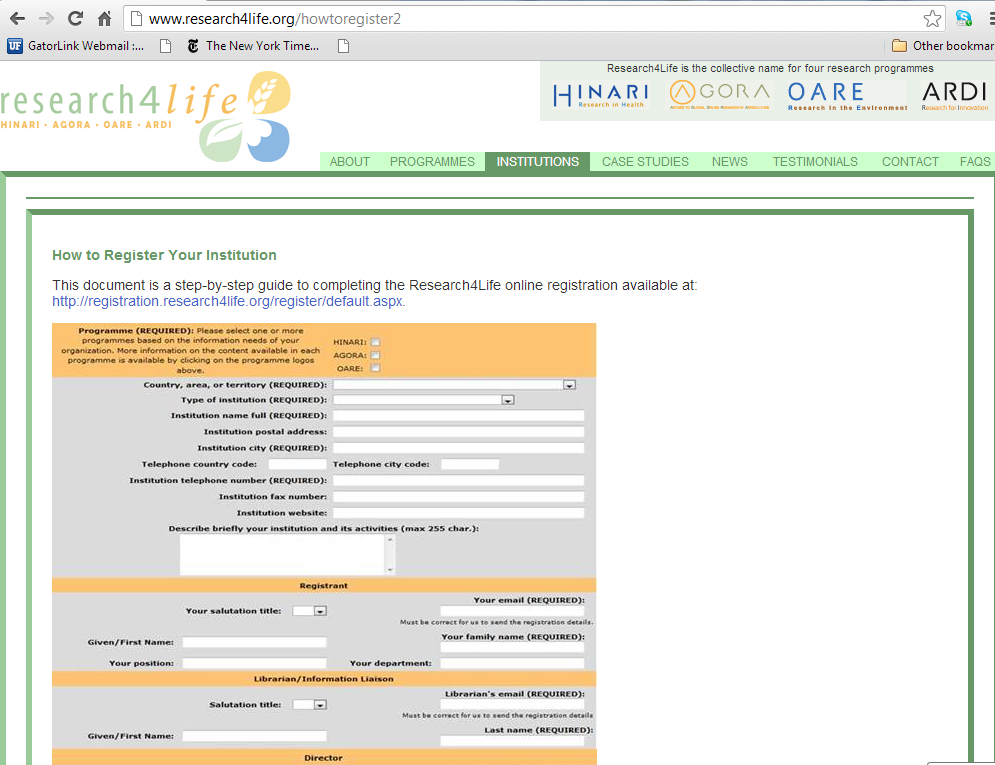 www.research4life.org/howtoregister2
UF GatorLink Webmail :... The New York Time... Other bookmar
Research4Life is the collective name for four research programmes
research4life
HINARI · AGORA · OARE · ARDI
HINARI AGORA OARE ARDI
Research in Health Research in the Environment Research for Innovation
ABOUT PROGRAMMES INSTITUTIONS CASE STUDIES NEWS TESTIMONIALS CONTACT FAQS
How to Register Your Institution
This document is a step-by-step guide to completing the Research4Life online registration available at:
http://registration.research4life.org/register/default.aspx.
Programme (REQUIRED): Please select one or more
programmes based on the information needs of your
organization. More information on the content available in each
programme is available by clicking on the programme logos
above.
HINARI:
AGORA:
OARE:
Country, area, or territory (REQUIRED):
Type of institution (REQUIRED):
Institution name full (REQUIRED):
Institution postal address:
Institution city (REQUIRED):
Telephone country code: Telephone city code:
Institution telephone number (REQUIRED):
Institution fax number:
Institution website:
Describe briefly your institution and its activities (max 255 char.):
Registrant
Your salutation title: Your email (REQUIRED):
Must be correct for us to send the registration details.
Given/First Name: Your family name (REQUIRED):
Your position: Your department:
Librarian/Information Liaison
Salutation title: Librarian's email (REQUIRED):
Must be correct for us to send the registration details
Given/First Name: Last name (REQUIRED):
Director